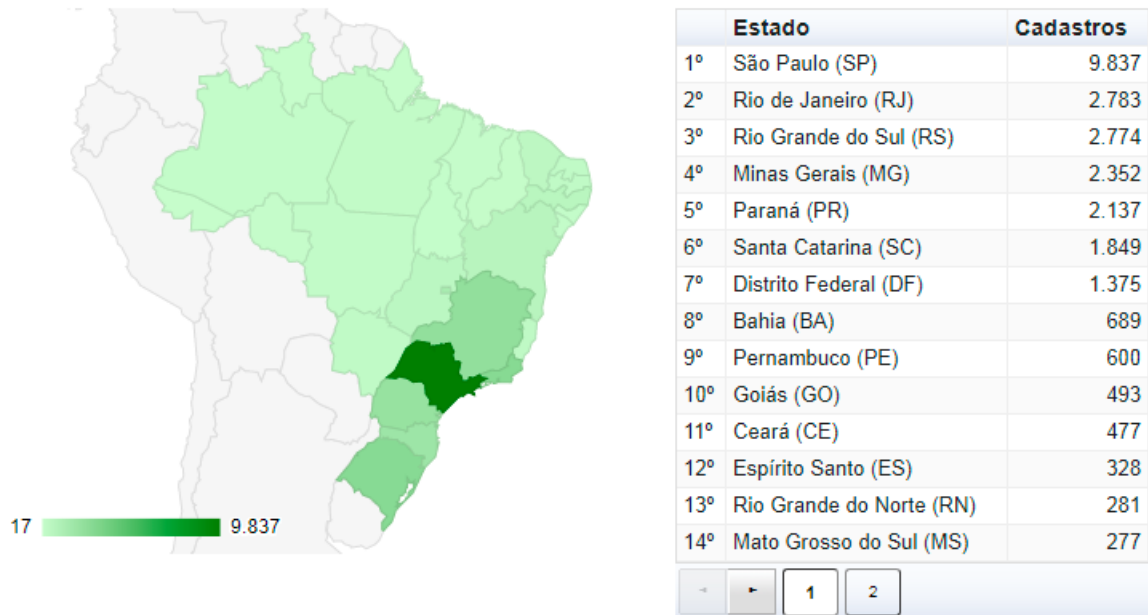 17 9.837
Estado Cadastros
1º São Paulo (SP) 9.837
2º Rio de Janeiro (RJ) 2.783
3º Rio Grande do Sul (RS) 2.774
4º Minas Gerais (MG) 2.352
5º Paraná (PR) 2.137
6º Santa Catarina (SC) 1.849
7º Distrito Federal (DF) 1.375
8º Bahia (BA) 689
9º Pernambuco (PE) 600
10º Goiás (GO) 493
11º Ceará (CE) 477
12º Espírito Santo (ES) 328
13º Rio Grande do Norte (RN) 281
14º Mato Grosso do Sul (MS) 277
1 2